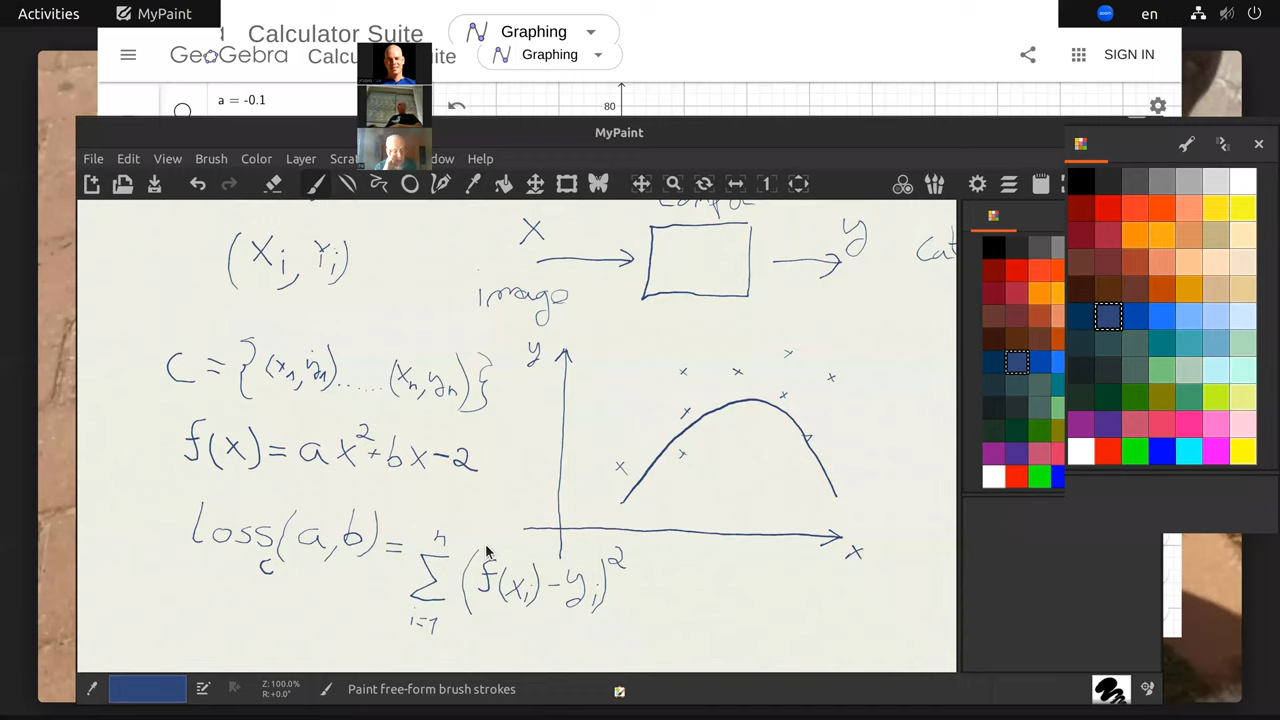 Activities MyPaint en
Calculator Suite Graphing
GeoGebra Graphing
SIGN IN
a = -0.1
80
MyPaint
File Edit View Brush Color Layer Help
(Xi, Yi)
X
y
image
C = {(x1,y1)......(xn,yn)}
y
f(x) = ax²+bx-2
loss_C(a,b) = Σ_{i=1}^{n} (f(xi)-yi)²
x
Z: 100.0%
R: +0.0°
Paint free-form brush strokes